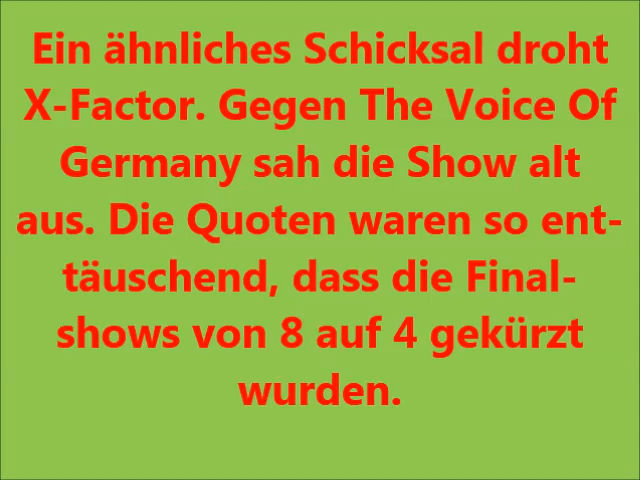 Ein ähnliches Schicksal droht
X-Factor. Gegen The Voice Of
Germany sah die Show alt
aus. Die Quoten waren so ent-
täuschend, dass die Final-
shows von 8 auf 4 gekürzt
wurden.